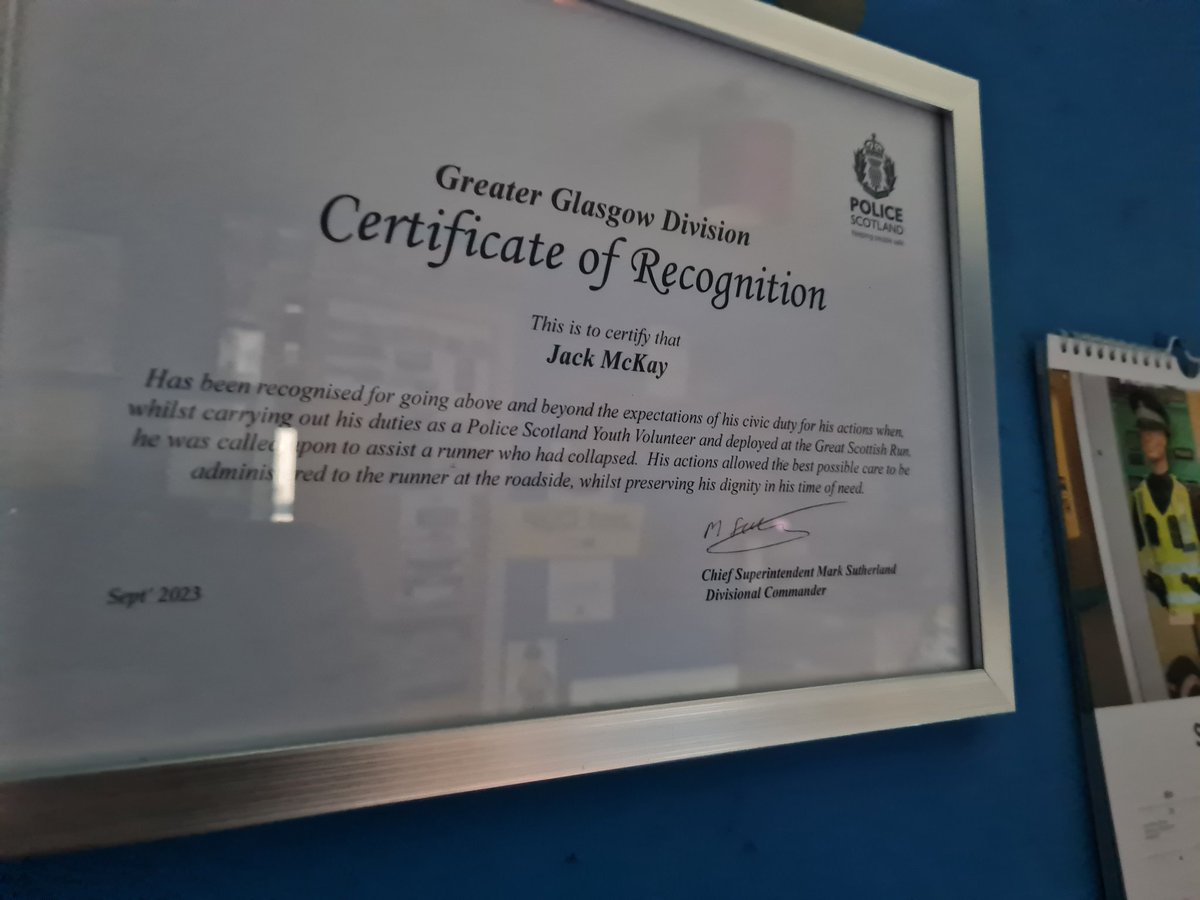 Greater Glasgow Division
Certificate of Recognition
POLICE
SCOTLAND
Keeping people safe
This is to certify that
Jack McKay
Has been recognised for going above and beyond the expectations of his civic duty for his actions when,
whilst carrying out his duties as a Police Scotland Youth Volunteer and deployed at the Great Scottish Run,
he was called upon to assist a runner who had collapsed. His actions allowed the best possible care to be
administered to the runner at the roadside, whilst preserving his dignity in his time of need.
Chief Superintendent Mark Sutherland
Divisional Commander
Sept' 2023